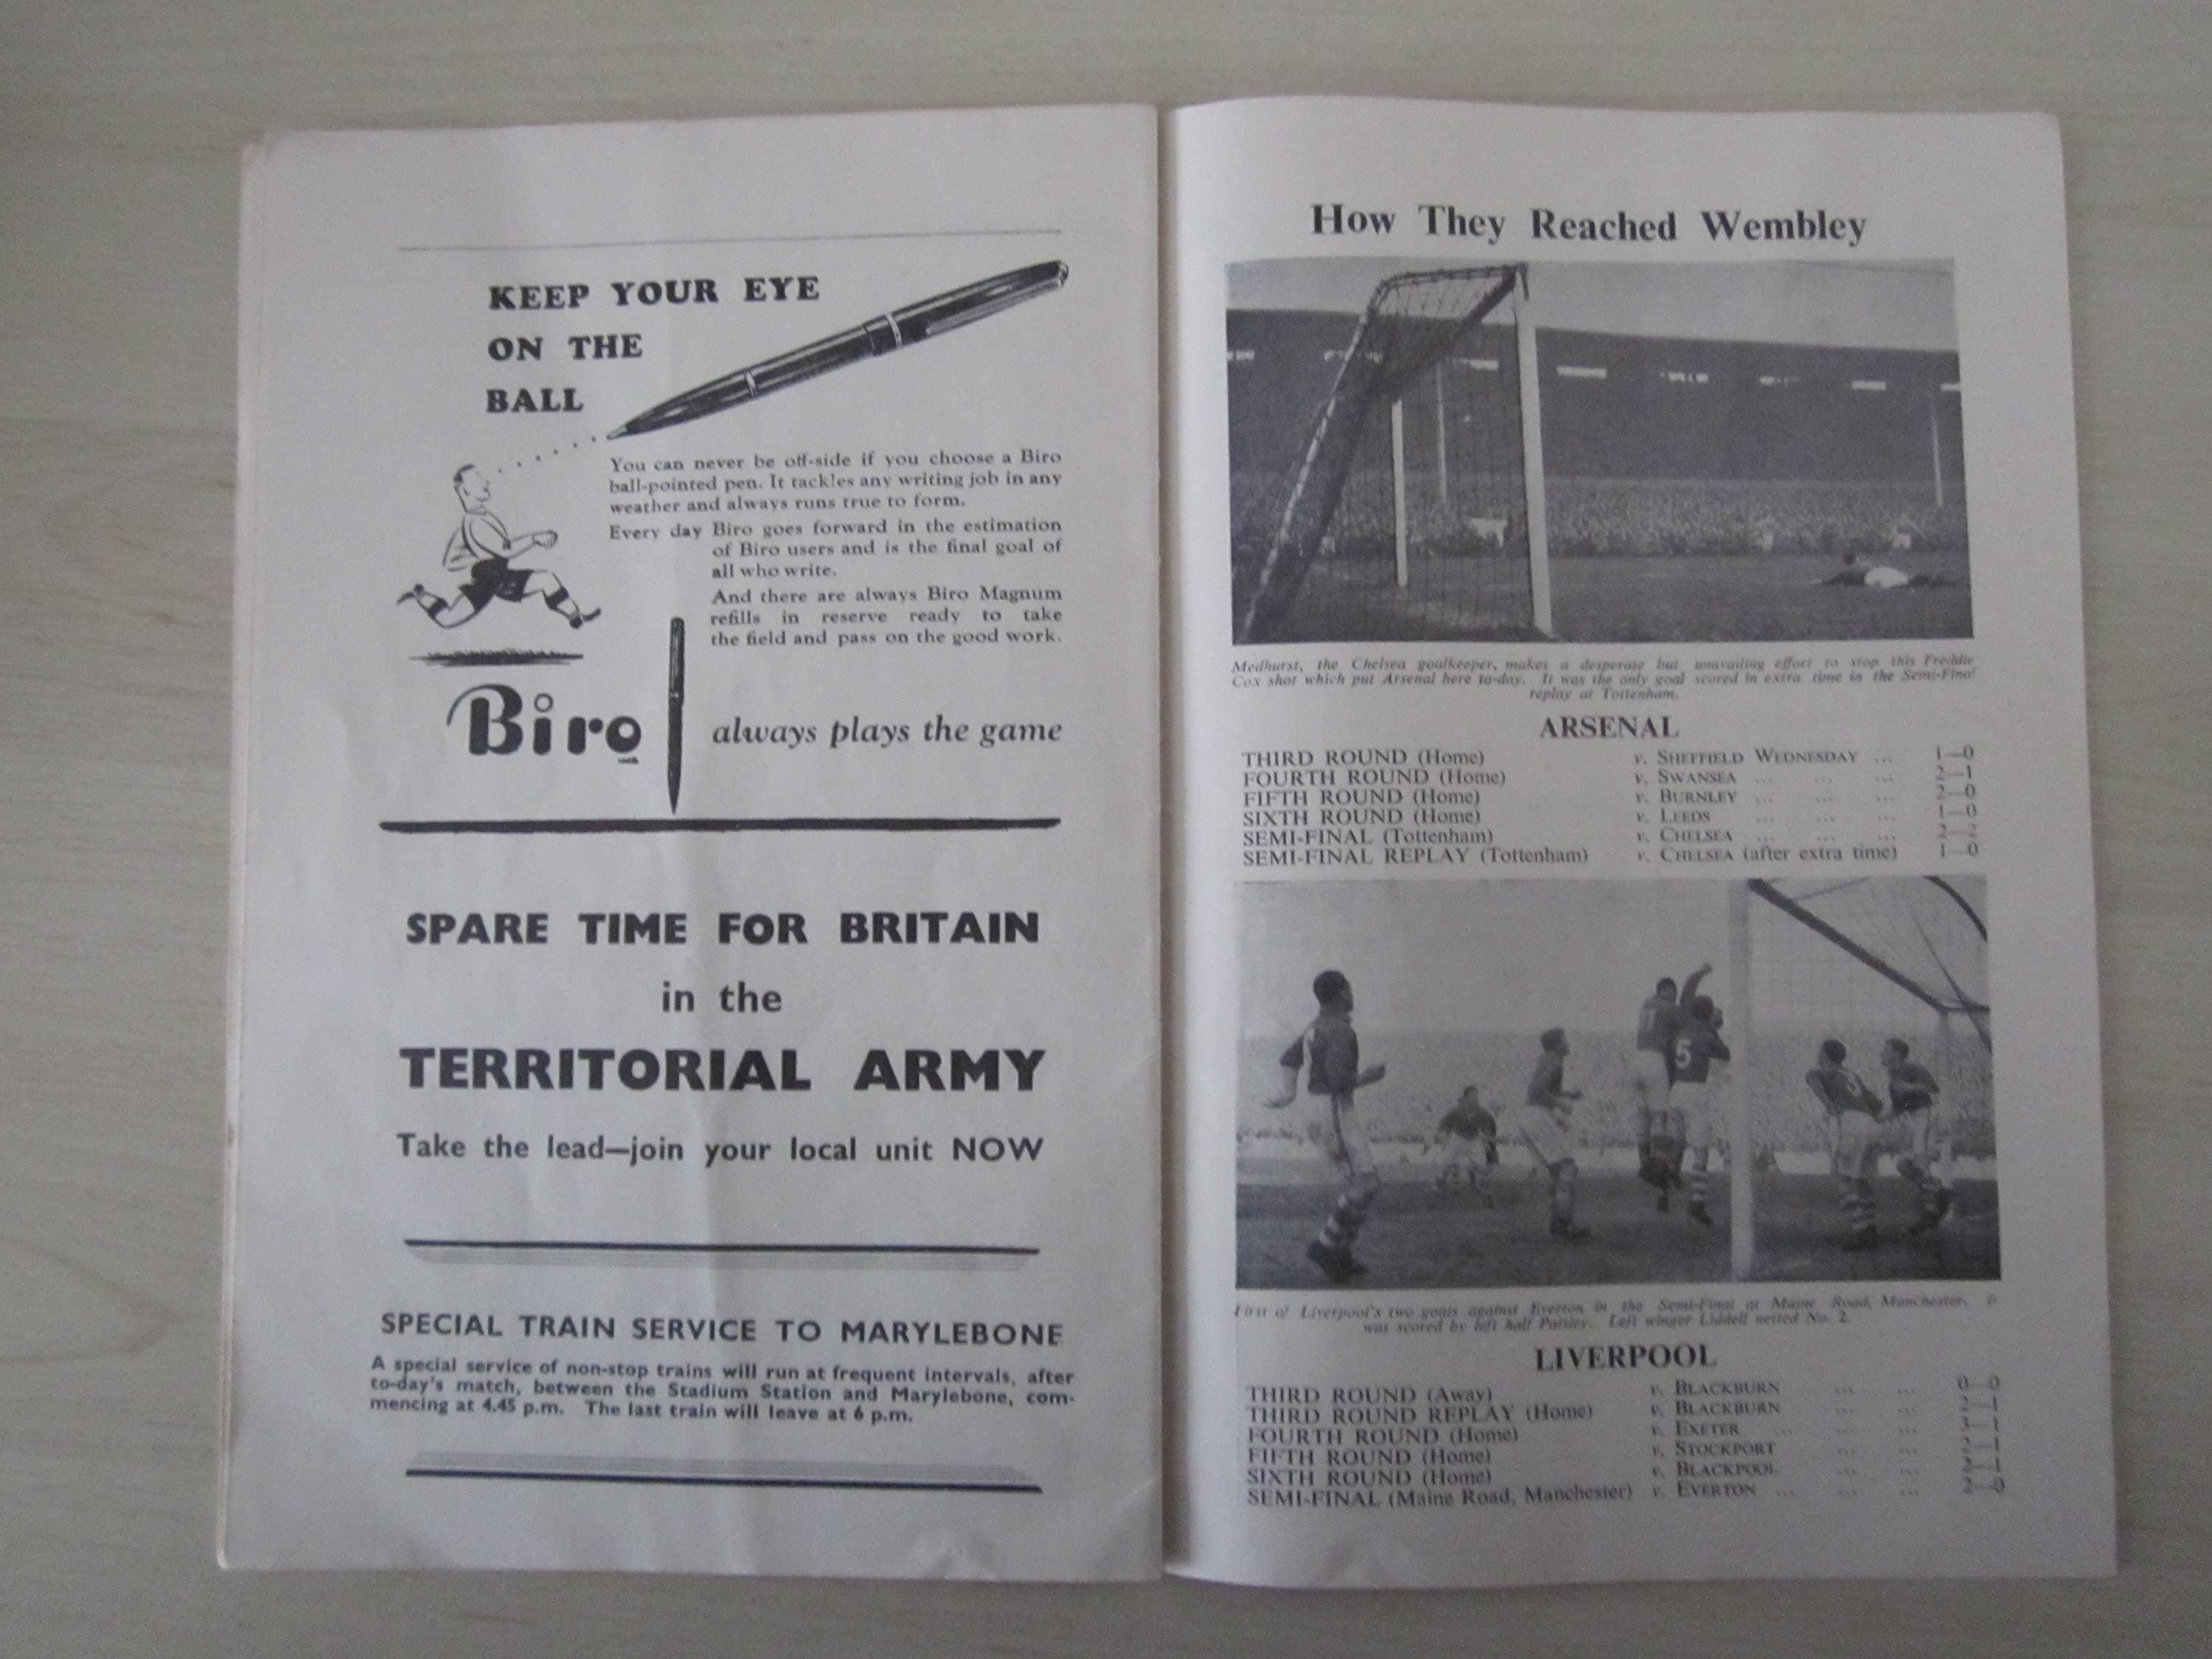 KEEP YOUR EYE
ON THE
BALL
You can never be off-side if you choose a Biro
ball-pointed pen. It tackles any writing job in any
weather and always runs true to form.
Every day Biro goes forward in the estimation
of Biro users and is the final goal of
all who write.
And there are always Biro Magnum
refills in reserve ready to take
the field and pass on the good work.
Biro
always plays the game
SPARE TIME FOR BRITAIN
in the
TERRITORIAL ARMY
Take the lead—join your local unit NOW
SPECIAL TRAIN SERVICE TO MARYLEBONE
A special service of non-stop trains will run at frequent intervals, after
to-day's match, between the Stadium Station and Marylebone, com-
mencing at 4.45 p.m. The last train will leave at 6 p.m.
How They Reached Wembley
Medhurst, the Chelsea goalkeeper, makes a desperate but unavailing effort to stop this Freddie
Cox shot which put Arsenal here to-day. It was the only goal scored in extra time in the Semi-Final
replay at Tottenham.
ARSENAL
THIRD ROUND (Home) v. SHEFFIELD WEDNESDAY ... 1—0
FOURTH ROUND (Home) v. SWANSEA ... ... ... 2—1
FIFTH ROUND (Home) v. BURNLEY ... ... ... 2—0
SIXTH ROUND (Home) v. LEEDS ... ... ... 1—0
SEMI-FINAL (Tottenham) v. CHELSEA ... ... ... 2—2
SEMI-FINAL REPLAY (Tottenham) v. CHELSEA (after extra time) 1—0
5
First of Liverpool's two goals against Everton in the Semi-Final at Maine Road, Manchester.
was scored by left half Paisley. Left winger Liddell netted No. 2.
LIVERPOOL
THIRD ROUND (Away) v. BLACKBURN ... ... 0—0
THIRD ROUND REPLAY (Home) v. BLACKBURN ... ... 2—1
FOURTH ROUND (Home) v. EXETER ... ... 3—1
FIFTH ROUND (Home) v. STOCKPORT ... ... 2—1
SIXTH ROUND (Home) v. BLACKPOOL ... ... 2—1
SEMI-FINAL (Maine Road, Manchester) v. EVERTON ... ... 2—0